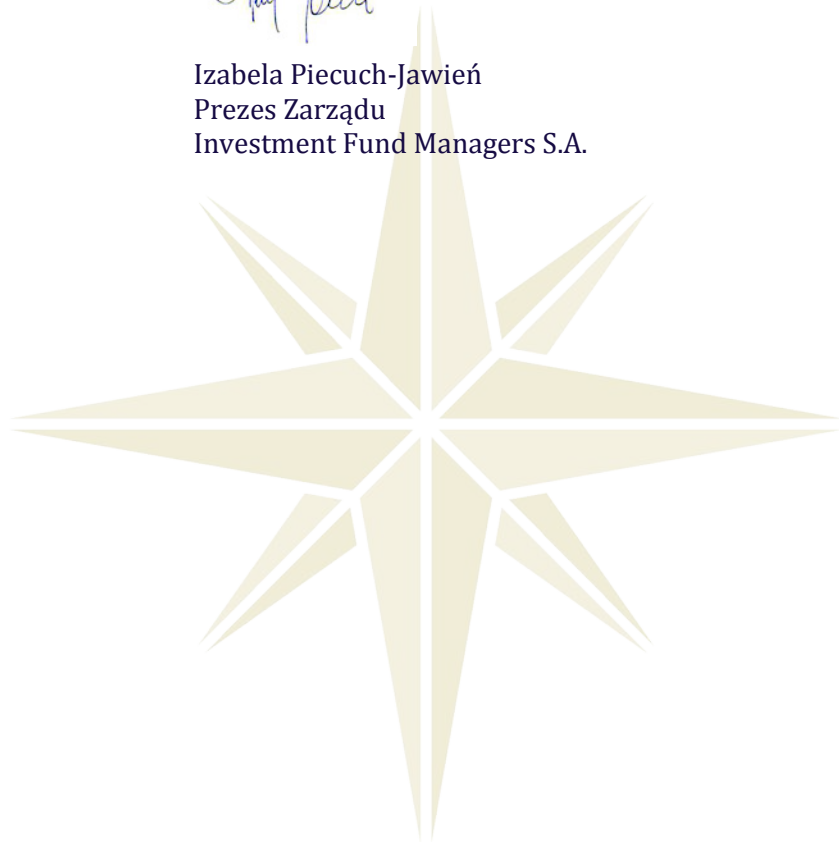 Izabela Piecuch-Jawień
Prezes Zarządu
Investment Fund Managers S.A.